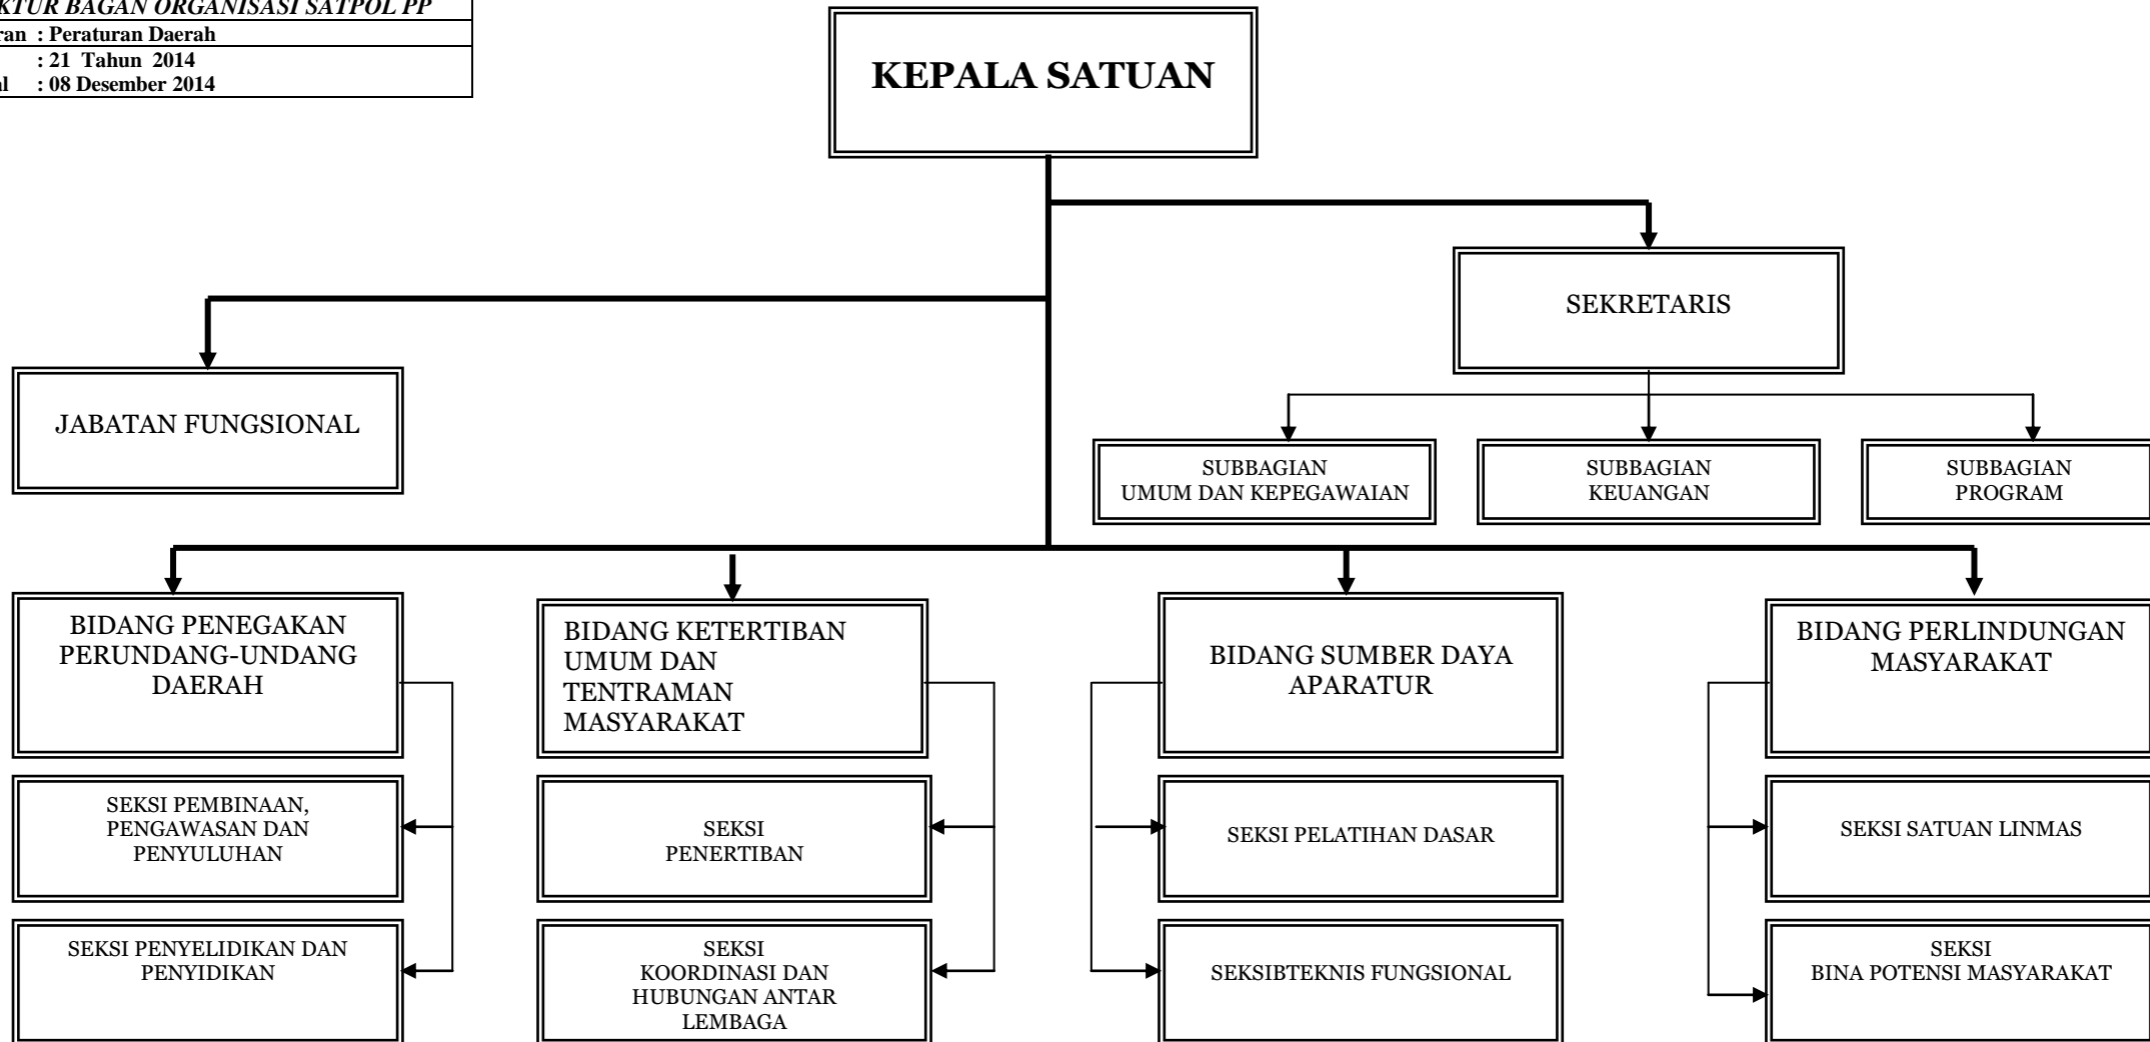 BAGAN ORGANISASI SATPOL PP
: Peraturan Daerah
: 21 Tahun 2014
: 08 Desember 2014
KEPALA SATUAN
SEKRETARIS
JABATAN FUNGSIONAL
SUBBAGIAN
UMUM DAN KEPEGAWAIAN
SUBBAGIAN
KEUANGAN
SUBBAGIAN
PROGRAM
BIDANG PENEGAKAN
PERUNDANG-UNDANG
DAERAH
BIDANG KETERTIBAN
UMUM DAN
TENTRAMAN
MASYARAKAT
BIDANG SUMBER DAYA
APARATUR
BIDANG PERLINDUNGAN
MASYARAKAT
SEKSI PEMBINAAN,
PENGAWASAN DAN
PENYULUHAN
SEKSI
PENERTIBAN
SEKSI PELATIHAN DASAR
SEKSI SATUAN LINMAS
SEKSI PENYELIDIKAN DAN
PENYIDIKAN
SEKSI
KOORDINASI DAN
HUBUNGAN ANTAR
LEMBAGA
SEKSIBTEKNIS FUNGSIONAL
SEKSI
BINA POTENSI MASYARAKAT